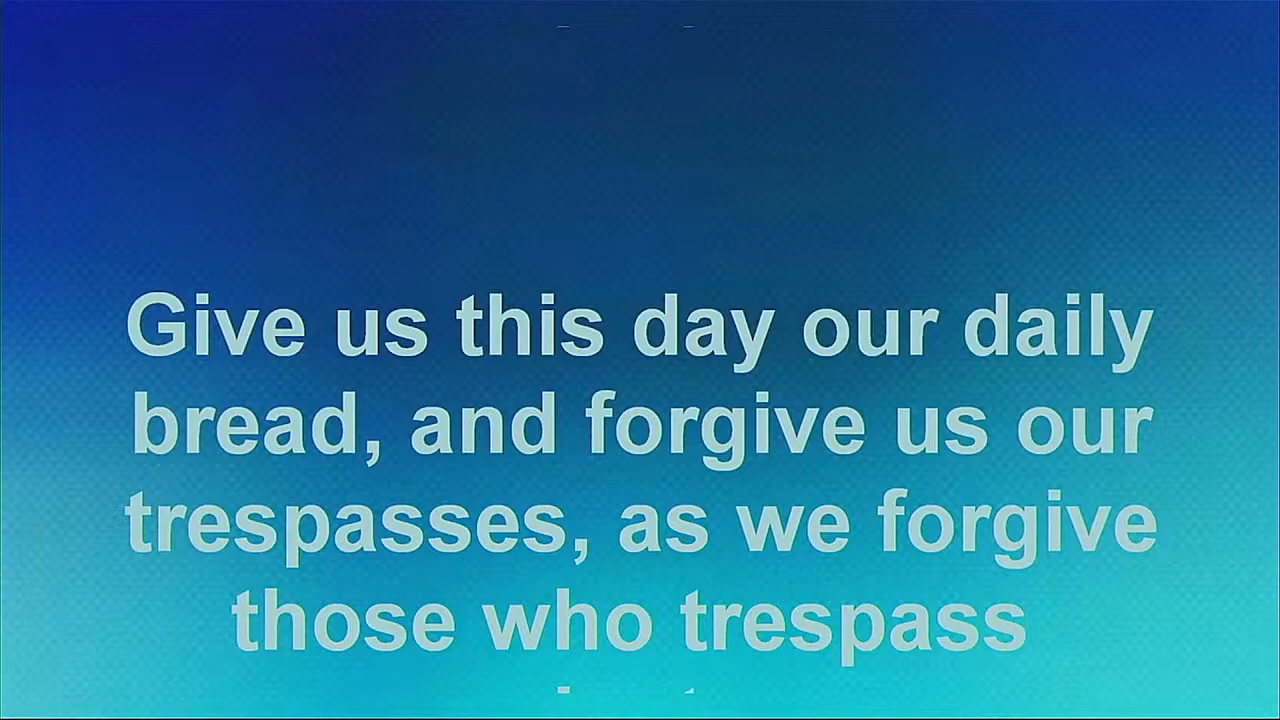 Give us this day our daily
bread, and forgive us our
trespasses, as we forgive
those who trespass